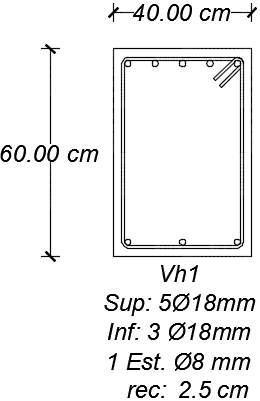 40.00 cm
60.00 cm
Vh1
Sup: 5Ø18mm
Inf: 3 Ø18mm
1 Est. Ø8 mm
rec: 2.5 cm